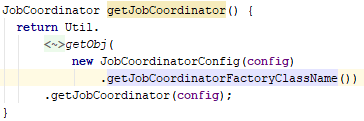 JobCoordinator getJobCoordinator() {
return Util.
<~>getObj(
new JobCoordinatorConfig(config)
.getJobCoordinatorFactoryClassName())
.getJobCoordinator(config);
}